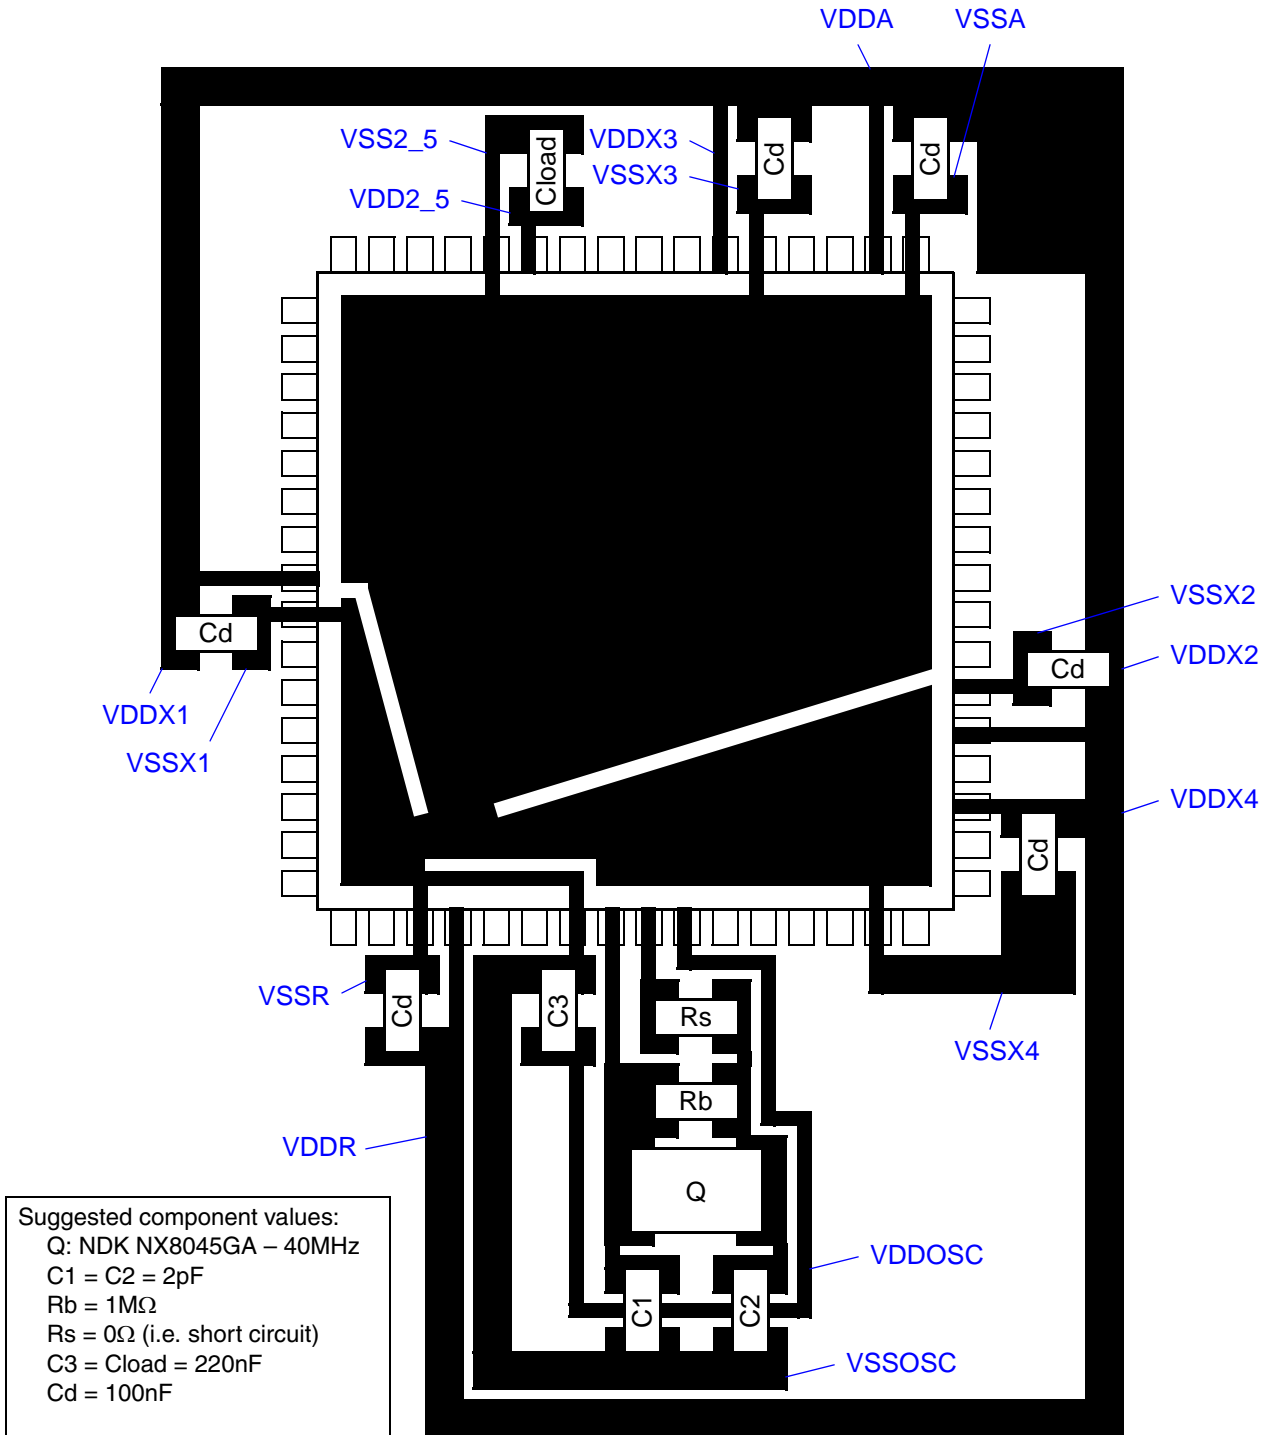 VDDA
VSSA
VSS2_5
VDDX3
VSSX3
VDD2_5
Cload
Cd
Cd
VSSX2
VDDX2
Cd
Cd
VDDX1
VSSX1
VDDX4
Cd
VSSR
Cd
C3
Rs
VSSX4
Rb
VDDR
Q
VDDOSC
C1
C2
VSSOSC
Suggested component values:
Q: NDK NX8045GA – 40MHz
C1 = C2 = 2pF
Rb = 1MΩ
Rs = 0Ω (i.e. short circuit)
C3 = Cload = 220nF
Cd = 100nF